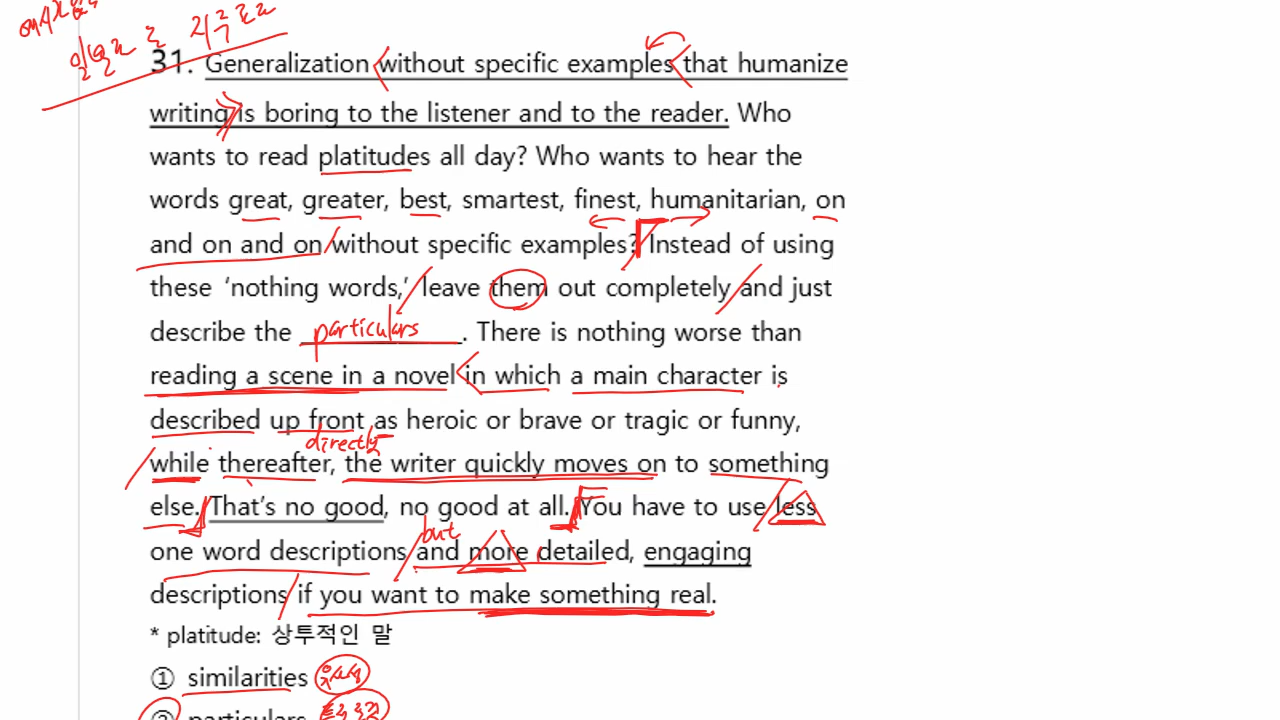 31. Generalization without specific examples that humanize
writing is boring to the listener and to the reader. Who
wants to read platitudes all day? Who wants to hear the
words great, greater, best, smartest, finest, humanitarian, on
and on and on without specific examples? Instead of using
these ‘nothing words,’ leave them out completely and just
describe the particulars. There is nothing worse than
reading a scene in a novel in which a main character is
described up front as heroic or brave or tragic or funny,
directly
while thereafter, the writer quickly moves on to something
else. That's no good, no good at all. You have to use less
but
one word descriptions and more detailed, engaging
descriptions if you want to make something real.
* platitude: 상투적인 말
① similarities 유사성
② particulars